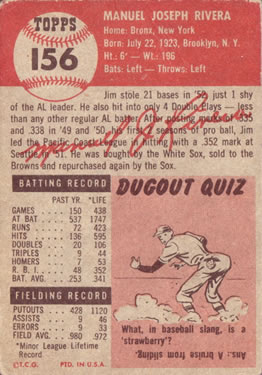 TOPPS
156
MANUEL JOSEPH RIVERA
Home: Bronx, New York
Born: July 22, 1923, Brooklyn, N. Y.
Ht.: 6' — Wt.: 196
Bats: Left - Throws: Left
Jim stole 21 bases in '52, just 1 shy
of the AL leader. He also hit into only 4 Double Plays — less
than any other regular AL batter. After posting marks of .335
and .338 in '49 and '50, his first seasons of pro ball, Jim
led the Pacific Coast League in hitting with a .352 mark at
Seattle in '51. He was bought by the White Sox, sold to the
Browns and repurchased again by the Sox.
BATTING RECORD
PAST YR. *LIFE
GAMES 150 438
AT BAT 537 1747
RUNS 72 423
HITS 136 595
DOUBLES 20 106
TRIPLES 9 44
HOMERS 7 53
R. B. I. 48 352
BAT. AVG. .253 .341
FIELDING RECORD
PUTOUTS 428 1120
ASSISTS 9 46
ERRORS 9 33
FIELD. AVG. .980 .972
*Minor League Lifetime
Record
©T.C.G. PTD. IN U.S.A.
DUGOUT QUIZ
What, in baseball slang, is a
'strawberry'?
Ans.: A bruise from sliding.